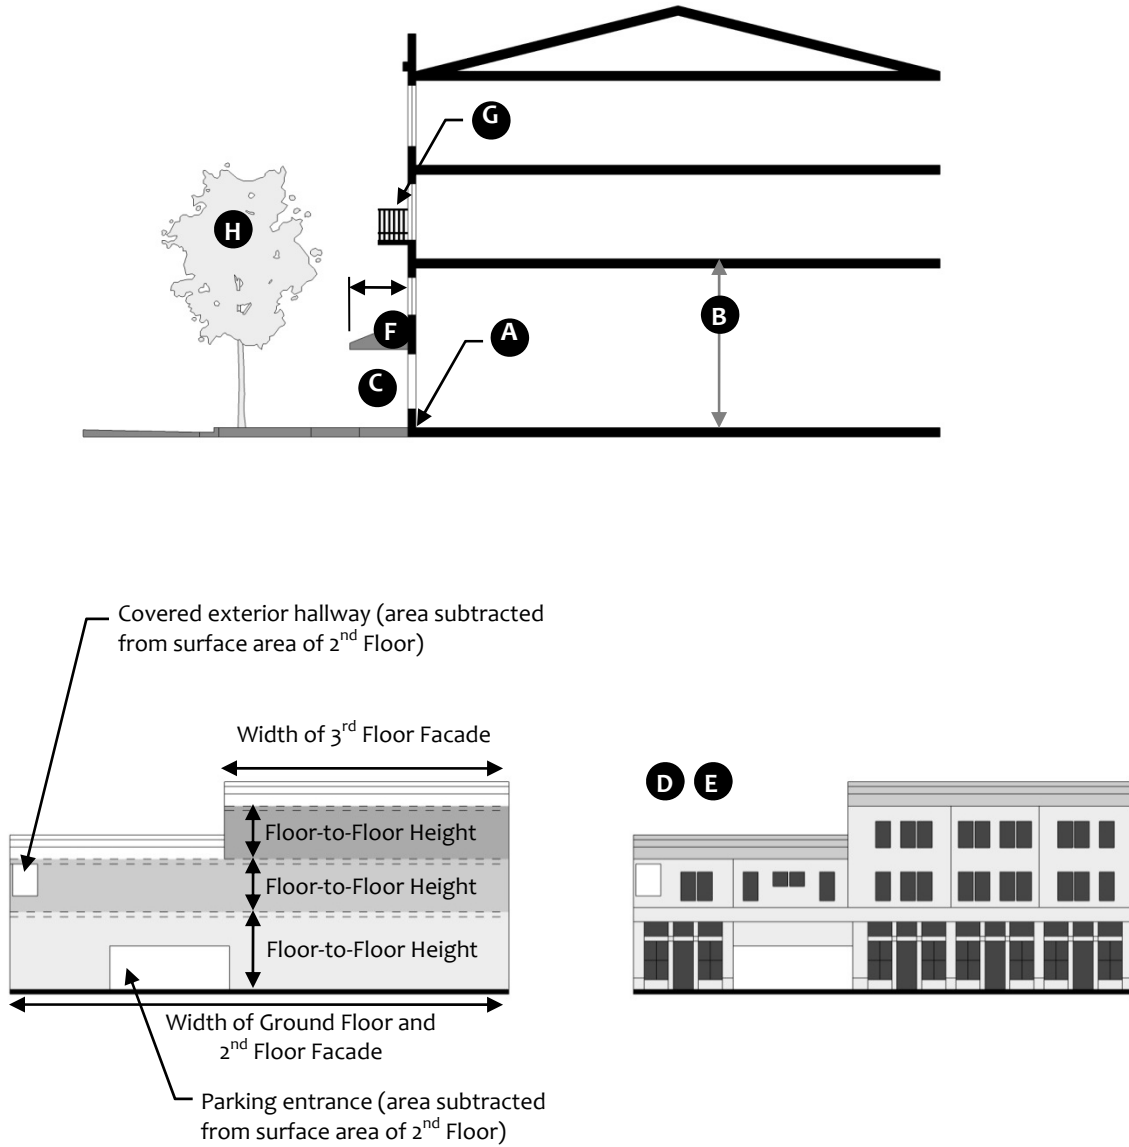 G
H
B
F
A
C
Covered exterior hallway (area subtracted
from surface area of 2nd Floor)
Width of 3rd Floor Facade
D E
Floor-to-Floor Height
Floor-to-Floor Height
Floor-to-Floor Height
Width of Ground Floor and
2nd Floor Facade
Parking entrance (area subtracted
from surface area of 2nd Floor)